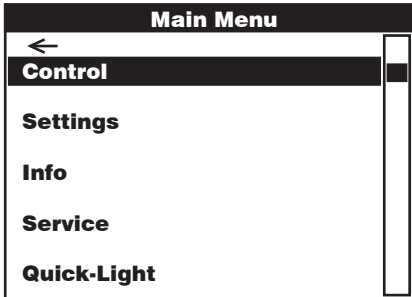 Main Menu
←
Control
Settings
Info
Service
Quick-Light